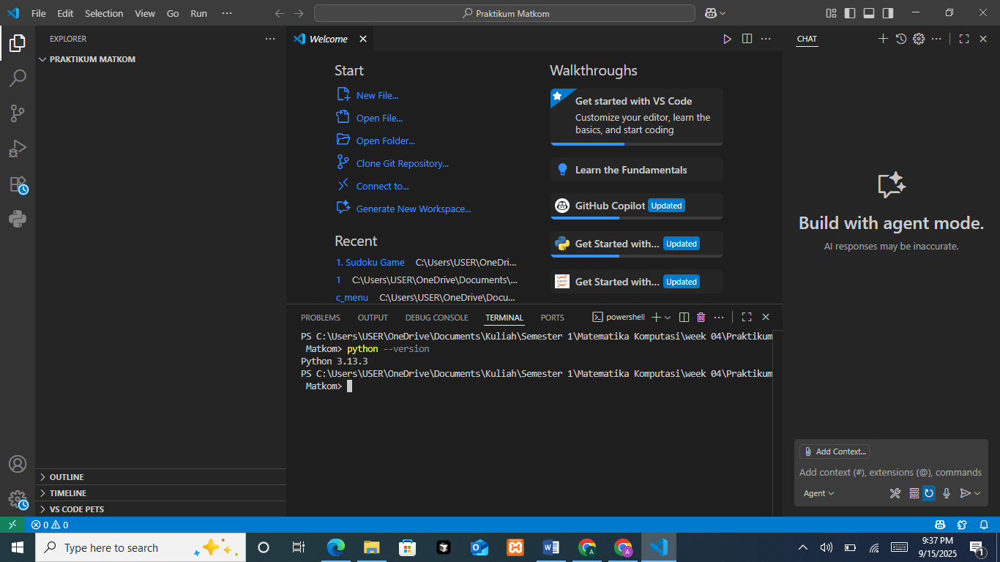 File Edit Selection View Go Run ···
Praktikum Matkom
EXPLORER
PRAKTIKUM MATKOM
OUTLINE
TIMELINE
VS CODE PETS
Welcome
Start
New File...
Open File...
Open Folder...
Clone Git Repository...
Connect to...
Generate New Workspace...
Recent
1. Sudoku Game C:\Users\USER\OneDri...
1 C:\Users\USER\OneDrive\Documents\...
c_menu C:\Users\USER\OneDrive\Docu...
Walkthroughs
Get started with VS Code
Customize your editor, learn the
basics, and start coding
Learn the Fundamentals
GitHub Copilot Updated
Get Started with... Updated
Get Started with... Updated
PROBLEMS OUTPUT DEBUG CONSOLE TERMINAL PORTS
powershell
PS C:\Users\USER\OneDrive\Documents\Kuliah\Semester 1\Matematika Komputasi\week 04\Praktikum
Matkom> python --version
Python 3.13.3
PS C:\Users\USER\OneDrive\Documents\Kuliah\Semester 1\Matematika Komputasi\week 04\Praktikum
Matkom>
CHAT
Build with agent mode.
AI responses may be inaccurate.
Add Context...
Add context (#), extensions (@), commands
Agent
0 0
Type here to search
9:37 PM
9/15/2025
1